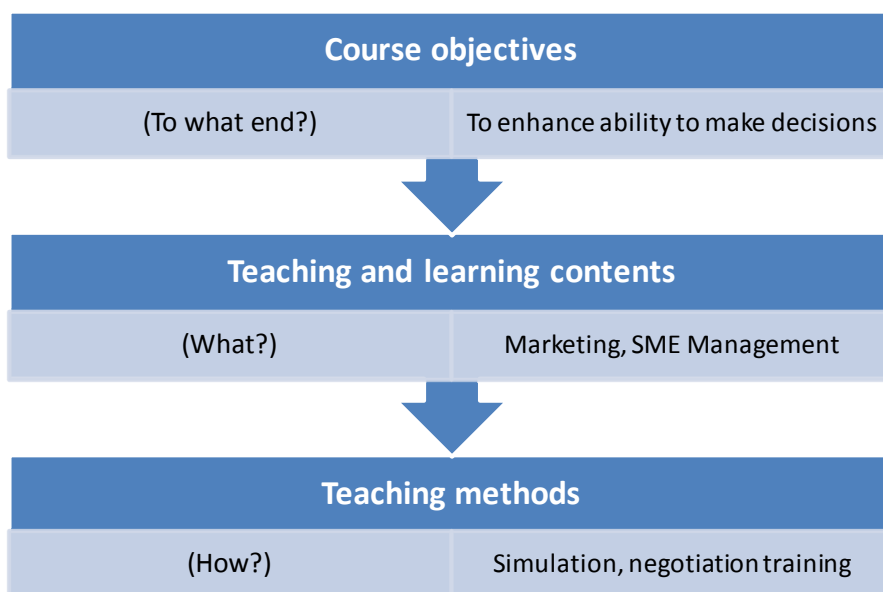 Course objectives
(To what end?)
To enhance ability to make decisions
Teaching and learning contents
(What?)
Marketing, SME Management
Teaching methods
(How?)
Simulation, negotiation training